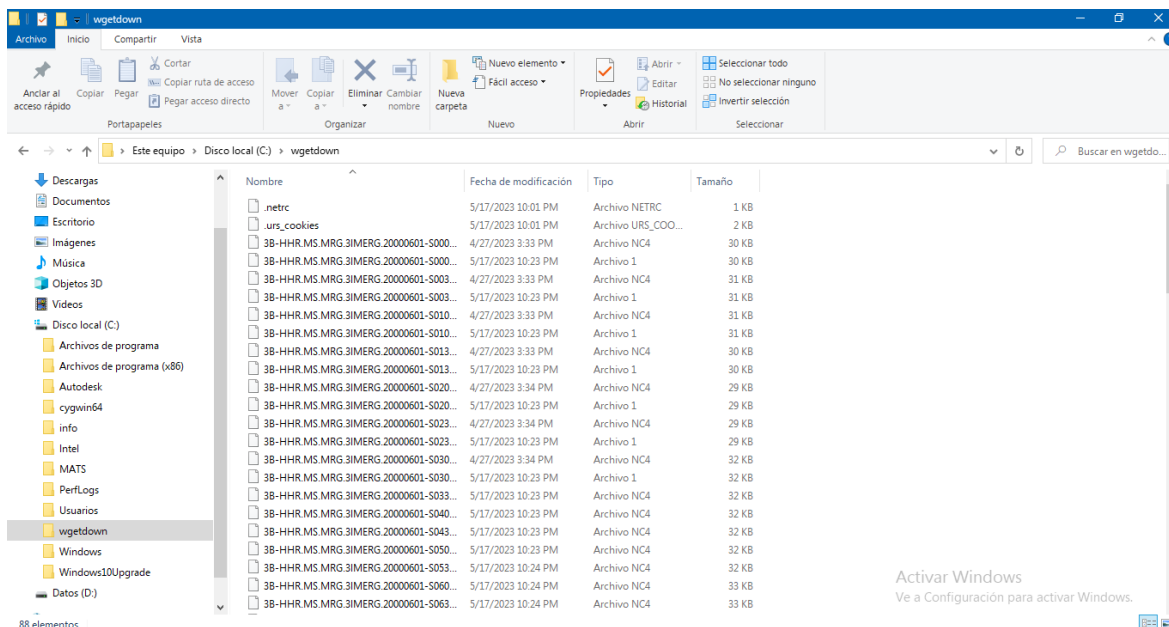 wgetdown
Archivo Inicio Compartir Vista
Anclar al acceso rápido
Copiar
Pegar
Cortar
Copiar ruta de acceso
Pegar acceso directo
Portapapeles
Mover a
Copiar a
Eliminar
Cambiar nombre
Organizar
Nueva carpeta
Nuevo elemento
Fácil acceso
Nuevo
Propiedades
Abrir
Editar
Historial
Abrir
Seleccionar todo
No seleccionar ninguno
Invertir selección
Seleccionar
Este equipo > Disco local (C:) > wgetdown
Buscar en wgetdo...
Descargas
Documentos
Escritorio
Imágenes
Música
Objetos 3D
Videos
Disco local (C:)
Archivos de programa
Archivos de programa (x86)
Autodesk
cygwin64
info
Intel
MATS
PerfLogs
Usuarios
wgetdown
Windows
Windows10Upgrade
Datos (D:)
Nombre Fecha de modificación Tipo Tamaño
.netrc 5/17/2023 10:01 PM Archivo NETRC 1 KB
.urs_cookies 5/17/2023 10:01 PM Archivo URS_COO... 2 KB
3B-HHR.MS.MRG.3IMERG.20000601-S000... 4/27/2023 3:33 PM Archivo NC4 30 KB
3B-HHR.MS.MRG.3IMERG.20000601-S000... 5/17/2023 10:23 PM Archivo 1 30 KB
3B-HHR.MS.MRG.3IMERG.20000601-S003... 4/27/2023 3:33 PM Archivo NC4 31 KB
3B-HHR.MS.MRG.3IMERG.20000601-S003... 5/17/2023 10:23 PM Archivo 1 31 KB
3B-HHR.MS.MRG.3IMERG.20000601-S010... 4/27/2023 3:33 PM Archivo NC4 31 KB
3B-HHR.MS.MRG.3IMERG.20000601-S010... 5/17/2023 10:23 PM Archivo 1 31 KB
3B-HHR.MS.MRG.3IMERG.20000601-S013... 4/27/2023 3:33 PM Archivo NC4 30 KB
3B-HHR.MS.MRG.3IMERG.20000601-S013... 5/17/2023 10:23 PM Archivo 1 30 KB
3B-HHR.MS.MRG.3IMERG.20000601-S020... 4/27/2023 3:34 PM Archivo NC4 29 KB
3B-HHR.MS.MRG.3IMERG.20000601-S020... 5/17/2023 10:23 PM Archivo 1 29 KB
3B-HHR.MS.MRG.3IMERG.20000601-S023... 4/27/2023 3:34 PM Archivo NC4 29 KB
3B-HHR.MS.MRG.3IMERG.20000601-S023... 5/17/2023 10:23 PM Archivo 1 29 KB
3B-HHR.MS.MRG.3IMERG.20000601-S030... 4/27/2023 3:34 PM Archivo NC4 32 KB
3B-HHR.MS.MRG.3IMERG.20000601-S030... 5/17/2023 10:23 PM Archivo 1 32 KB
3B-HHR.MS.MRG.3IMERG.20000601-S033... 5/17/2023 10:23 PM Archivo NC4 32 KB
3B-HHR.MS.MRG.3IMERG.20000601-S040... 5/17/2023 10:23 PM Archivo NC4 32 KB
3B-HHR.MS.MRG.3IMERG.20000601-S043... 5/17/2023 10:23 PM Archivo NC4 32 KB
3B-HHR.MS.MRG.3IMERG.20000601-S050... 5/17/2023 10:23 PM Archivo NC4 32 KB
3B-HHR.MS.MRG.3IMERG.20000601-S053... 5/17/2023 10:24 PM Archivo NC4 32 KB
3B-HHR.MS.MRG.3IMERG.20000601-S060... 5/17/2023 10:24 PM Archivo NC4 33 KB
3B-HHR.MS.MRG.3IMERG.20000601-S063... 5/17/2023 10:24 PM Archivo NC4 33 KB
Activar Windows
Ve a Configuración para activar Windows.
88 elementos